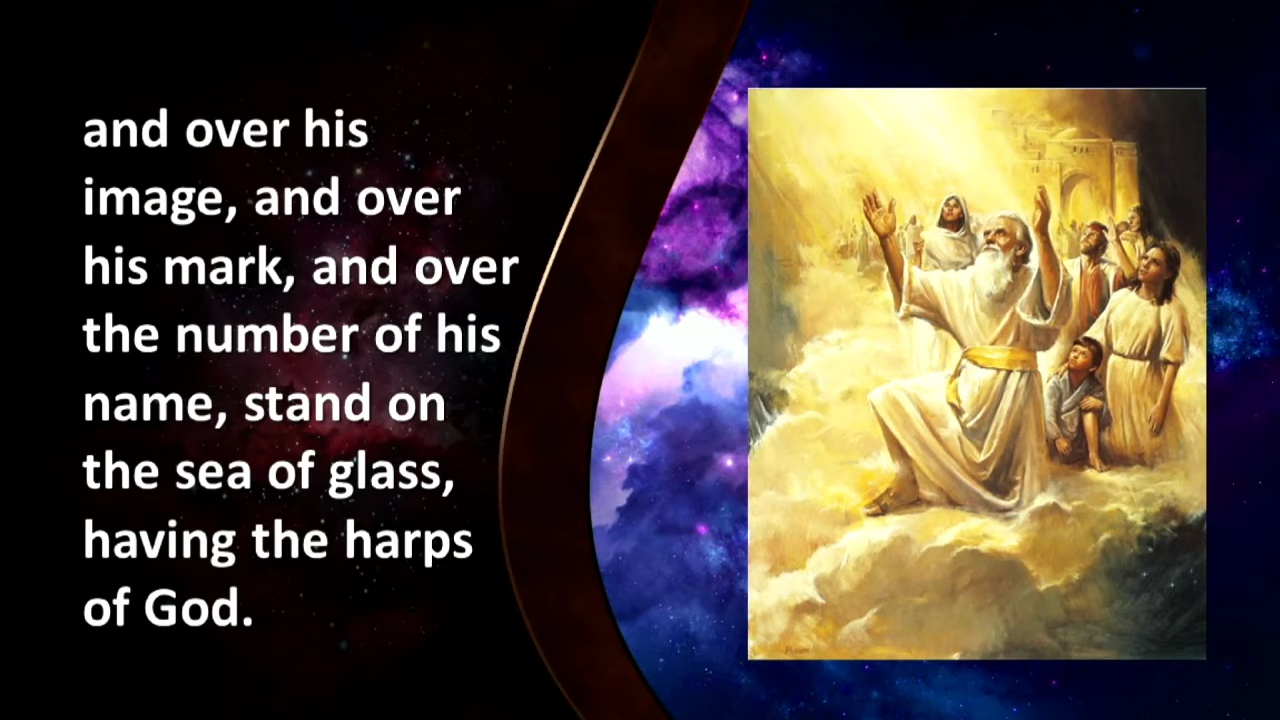 and over his
image, and over
his mark, and over
the number of his
name, stand on
the sea of glass,
having the harps
of God.